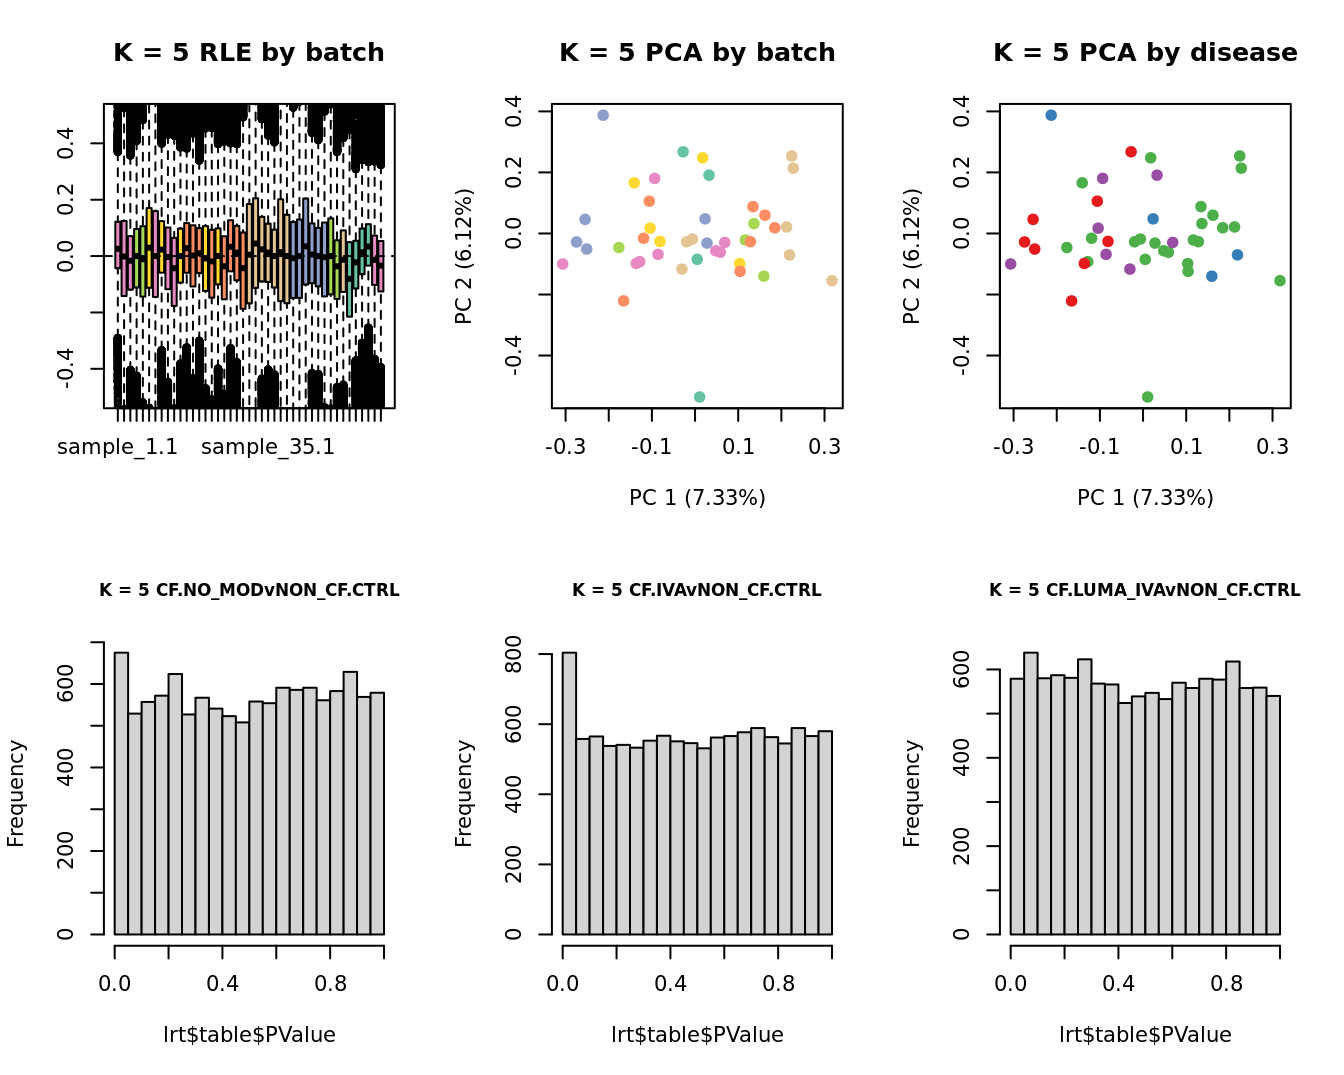 K = 5 RLE by batch
0.4
0.2
0.0
-0.4
sample_1.1 sample_35.1
K = 5 PCA by batch
PC 2 (6.12%)
0.4
0.2
0.0
-0.4
-0.3 -0.1 0.1 0.3
PC 1 (7.33%)
K = 5 PCA by disease
PC 2 (6.12%)
0.4
0.2
0.0
-0.4
-0.3 -0.1 0.1 0.3
PC 1 (7.33%)
K = 5 CF.NO_MODvNON_CF.CTRL
Frequency
600
400
200
0
0.0 0.4 0.8
lrt$table$PValue
K = 5 CF.IVAvNON_CF.CTRL
Frequency
800
600
400
200
0
0.0 0.4 0.8
lrt$table$PValue
K = 5 CF.LUMA_IVAvNON_CF.CTRL
Frequency
600
400
200
0
0.0 0.4 0.8
lrt$table$PValue